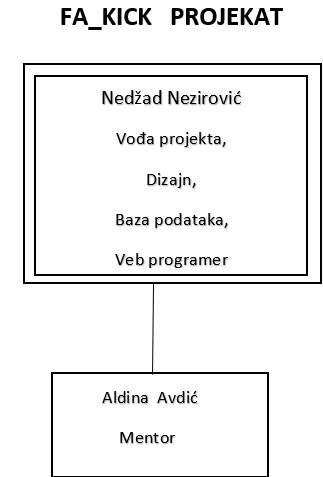 FA_KICK PROJEKAT
Nedžad Nezirović
Vođa projekta,
Dizajn,
Baza podataka,
Veb programer
Aldina Avdić
Mentor